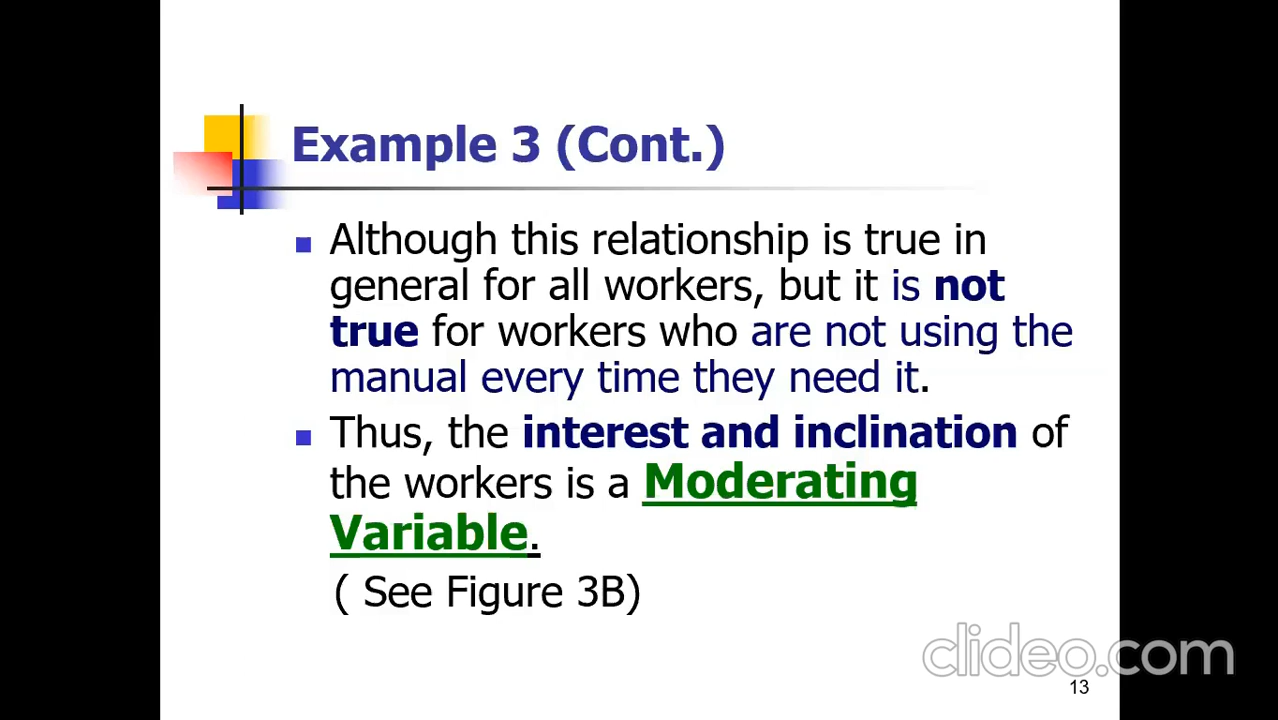 Example 3 (Cont.)
Although this relationship is true in
general for all workers, but it is not
true for workers who are not using the
manual every time they need it.
Thus, the interest and inclination of
the workers is a Moderating
Variable.
( See Figure 3B)
clideo.com
13